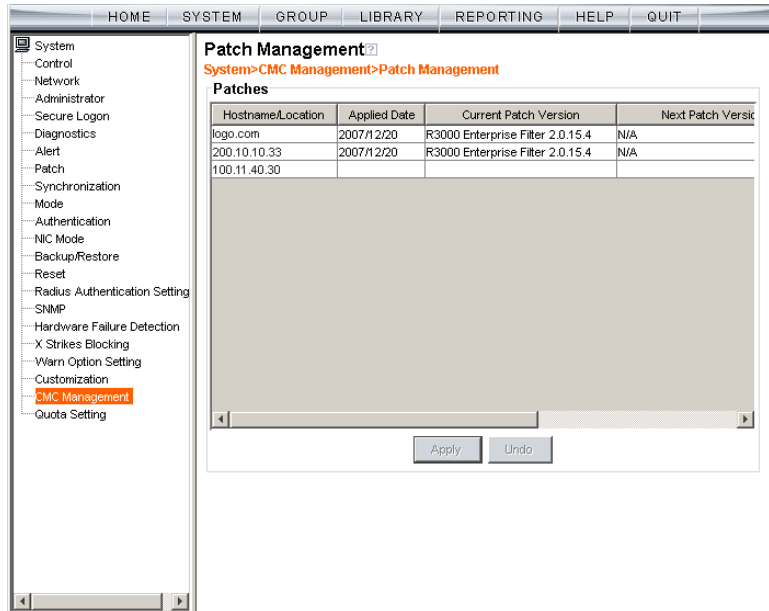 HOME SYSTEM GROUP LIBRARY REPORTING HELP QUIT
System
Control
Network
Administrator
Secure Logon
Diagnostics
Alert
Patch
Synchronization
Mode
Authentication
NIC Mode
Backup/Restore
Reset
Radius Authentication Setting
SNMP
Hardware Failure Detection
X Strikes Blocking
Warn Option Setting
Customization
CMC Management
Quota Setting
Patch Management ?
System>CMC Management>Patch Management
Patches
Hostname/Location Applied Date Current Patch Version Next Patch Versic
logo.com 2007/12/20 R3000 Enterprise Filter 2.0.15.4 N/A
200.10.10.33 2007/12/20 R3000 Enterprise Filter 2.0.15.4 N/A
100.11.40.30
Apply Undo